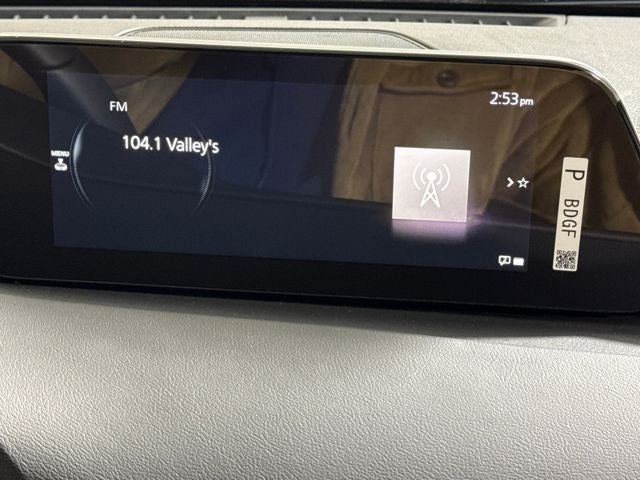 FM
2:53pm
104.1 Valley's
MENU
P BDGF